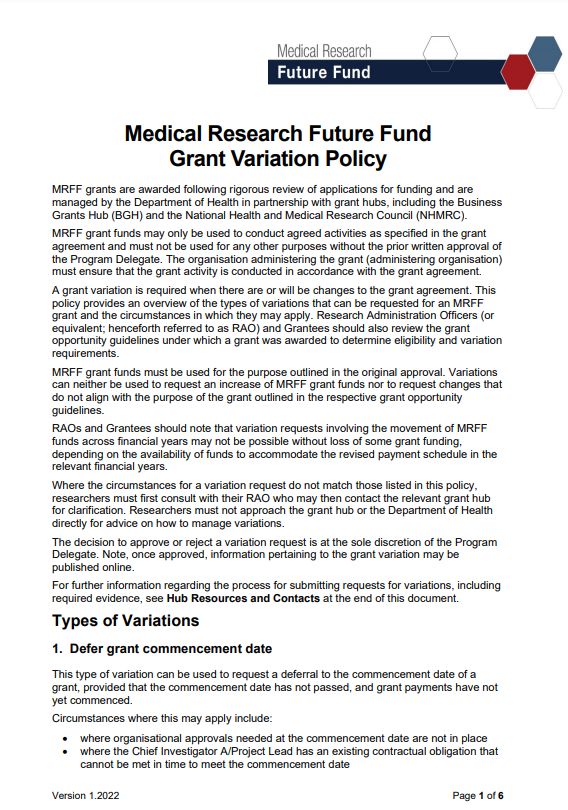 Medical Research
Future Fund
Medical Research Future Fund
Grant Variation Policy
MRFF grants are awarded following rigorous review of applications for funding and are
managed by the Department of Health in partnership with grant hubs, including the Business
Grants Hub (BGH) and the National Health and Medical Research Council (NHMRC).
MRFF grant funds may only be used to conduct agreed activities as specified in the grant
agreement and must not be used for any other purposes without the prior written approval of
the Program Delegate. The organisation administering the grant (administering organisation)
must ensure that the grant activity is conducted in accordance with the grant agreement.
A grant variation is required when there are or will be changes to the grant agreement. This
policy provides an overview of the types of variations that can be requested for an MRFF
grant and the circumstances in which they may apply. Research Administration Officers (or
equivalent; henceforth referred to as RAO) and Grantees should also review the grant
opportunity guidelines under which a grant was awarded to determine eligibility and variation
requirements.
MRFF grant funds must be used for the purpose outlined in the original approval. Variations
can neither be used to request an increase of MRFF grant funds nor to request changes that
do not align with the purpose of the grant outlined in the respective grant opportunity
guidelines.
RAOs and Grantees should note that variation requests involving the movement of MRFF
funds across financial years may not be possible without loss of some grant funding,
depending on the availability of funds to accommodate the revised payment schedule in the
relevant financial years.
Where the circumstances for a variation request do not match those listed in this policy,
researchers must first consult with their RAO who may then contact the relevant grant hub
for clarification. Researchers must not approach the grant hub or the Department of Health
directly for advice on how to manage variations.
The decision to approve or reject a variation request is at the sole discretion of the Program
Delegate. Note, once approved, information pertaining to the grant variation may be
published online.
For further information regarding the process for submitting requests for variations, including
required evidence, see Hub Resources and Contacts at the end of this document.
Types of Variations
1. Defer grant commencement date
This type of variation can be used to request a deferral to the commencement date of a
grant, provided that the commencement date has not passed, and grant payments have not
yet commenced.
Circumstances where this may apply include:
• where organisational approvals needed at the commencement date are not in place
• where the Chief Investigator A/Project Lead has an existing contractual obligation that
cannot be met in time to meet the commencement date
Version 1.2022
Page 1 of 6